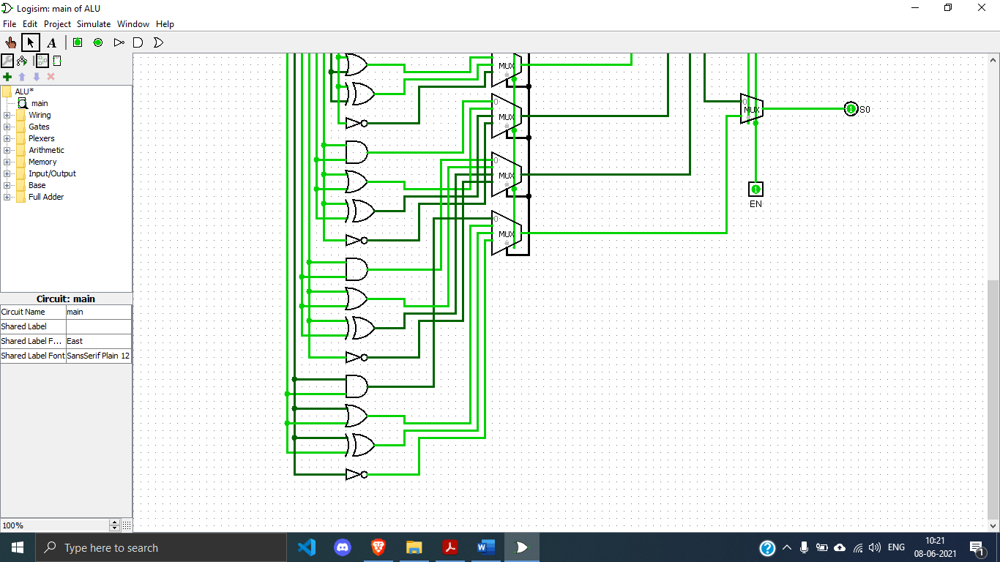 Logisim: main of ALU
File Edit Project Simulate Window Help
A
ALU*
main
Wiring
Gates
Plexers
Arithmetic
Memory
Input/Output
Base
Full Adder
Circuit: main
Circuit Name main
Shared Label
Shared Label F... East
Shared Label Font SansSerif Plain 12
100%
MUX
0
MUX
0
MUX
0
MUX
0
MUX
1
S0
1
EN
Type here to search
ENG
10:21
08-06-2021
1